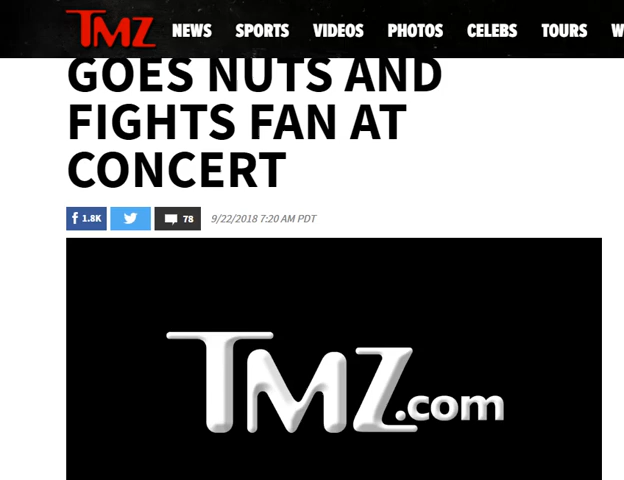 TMZ NEWS SPORTS VIDEOS PHOTOS CELEBS TOURS W
GOES NUTS AND
FIGHTS FAN AT
CONCERT
f 1.8K 78 9/22/2018 7:20 AM PDT
TMZ.com